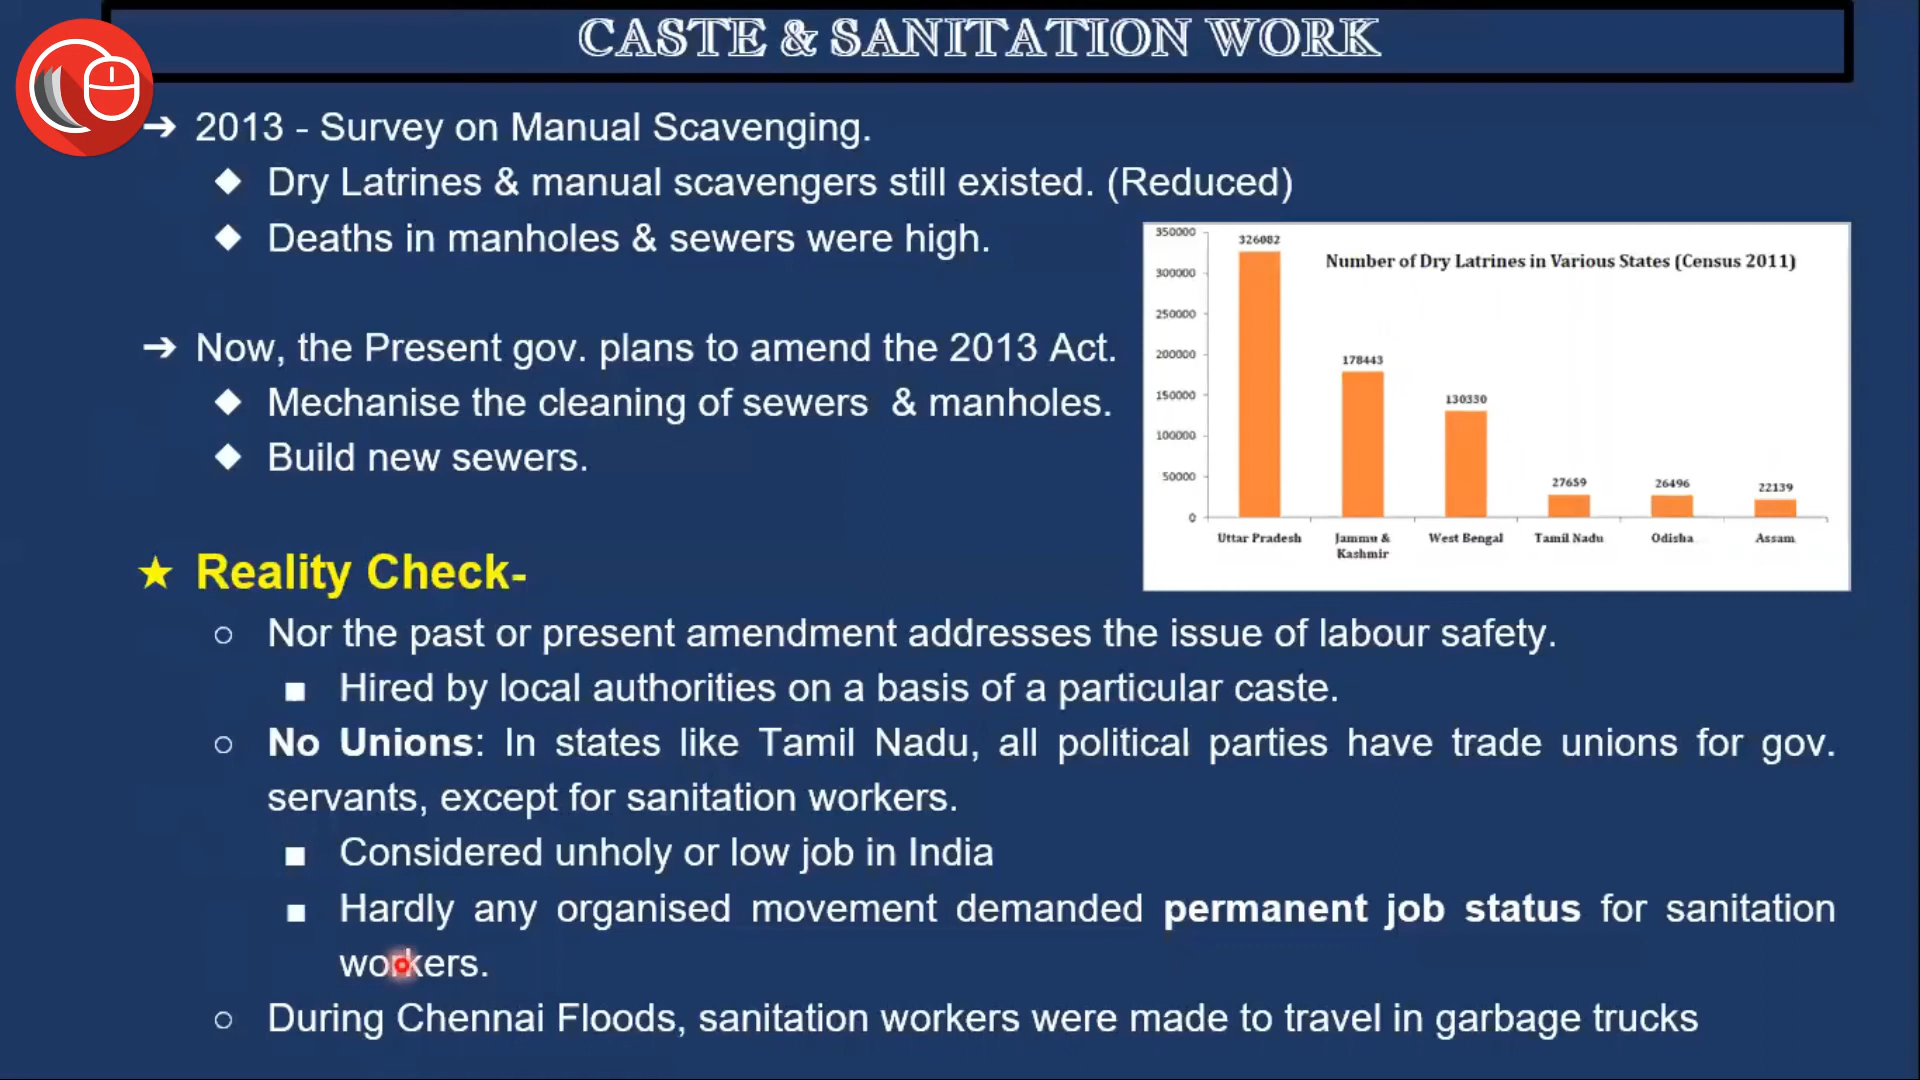 CASTE & SANITATION WORK
➔ 2013 - Survey on Manual Scavenging.
◆ Dry Latrines & manual scavengers still existed. (Reduced)
◆ Deaths in manholes & sewers were high.
➔ Now, the Present gov. plans to amend the 2013 Act.
◆ Mechanise the cleaning of sewers & manholes.
◆ Build new sewers.
Number of Dry Latrines in Various States (Census 2011)
350000
300000
250000
200000
150000
100000
50000
0
326082
178443
130330
27659
26496
22139
Uttar Pradesh
Jammu &
Kashmir
West Bengal
Tamil Nadu
Odisha
Assam
★ Reality Check-
○ Nor the past or present amendment addresses the issue of labour safety.
■ Hired by local authorities on a basis of a particular caste.
○ No Unions: In states like Tamil Nadu, all political parties have trade unions for gov.
servants, except for sanitation workers.
■ Considered unholy or low job in India
■ Hardly any organised movement demanded permanent job status for sanitation
workers.
○ During Chennai Floods, sanitation workers were made to travel in garbage trucks